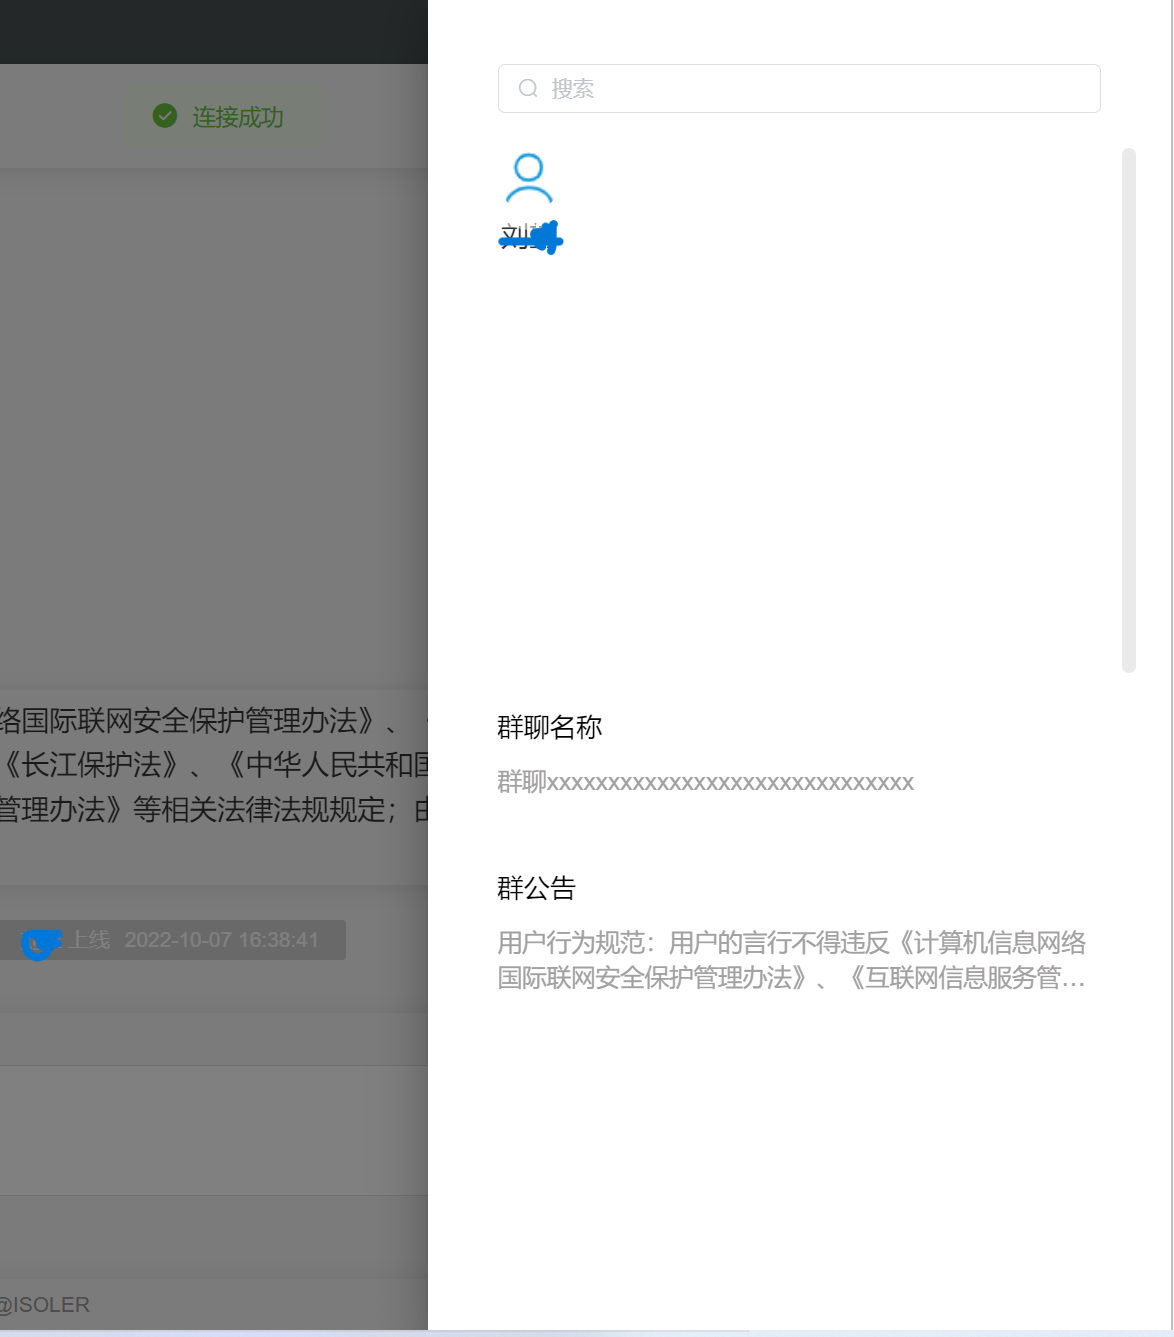 连接成功
络国际联网安全保护管理办法》、
《长江保护法》、《中华人民共和国
管理办法》等相关法律法规规定；由
上线 2022-10-07 16:38:41
@ISOLER
搜索
刘
群聊名称
群聊xxxxxxxxxxxxxxxxxxxxxxxxxxxxxx
群公告
用户行为规范：用户的言行不得违反《计算机信息网络
国际联网安全保护管理办法》、《互联网信息服务管...